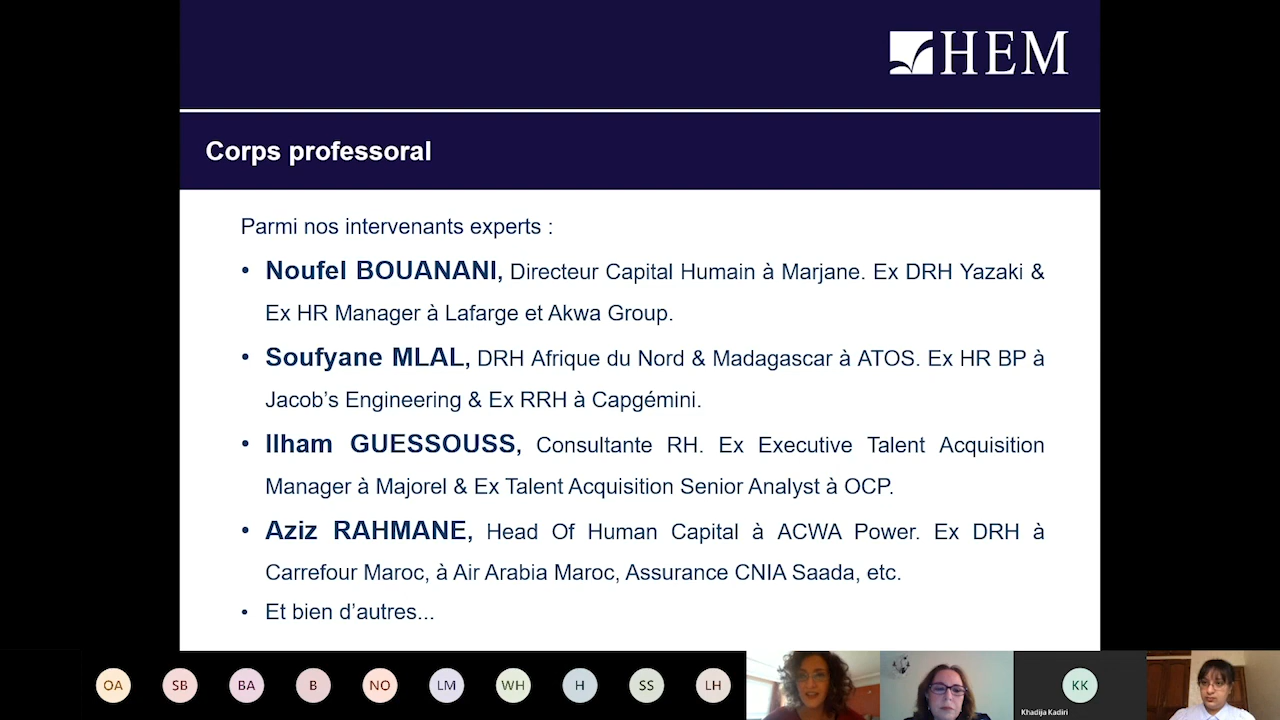 HEM
Corps professoral
Parmi nos intervenants experts :
• Noufel BOUANANI, Directeur Capital Humain à Marjane. Ex DRH Yazaki &
Ex HR Manager à Lafarge et Akwa Group.
• Soufyane MLAL, DRH Afrique du Nord & Madagascar à ATOS. Ex HR BP à
Jacob’s Engineering & Ex RRH à Capgémini.
• Ilham GUESSOUSS, Consultante RH. Ex Executive Talent Acquisition
Manager à Majorel & Ex Talent Acquisition Senior Analyst à OCP.
• Aziz RAHMANE, Head Of Human Capital à ACWA Power. Ex DRH à
Carrefour Maroc, à Air Arabia Maroc, Assurance CNIA Saada, etc.
• Et bien d’autres...
OA SB BA B NO LM WH H SS LH KK
Khadija Kadiri